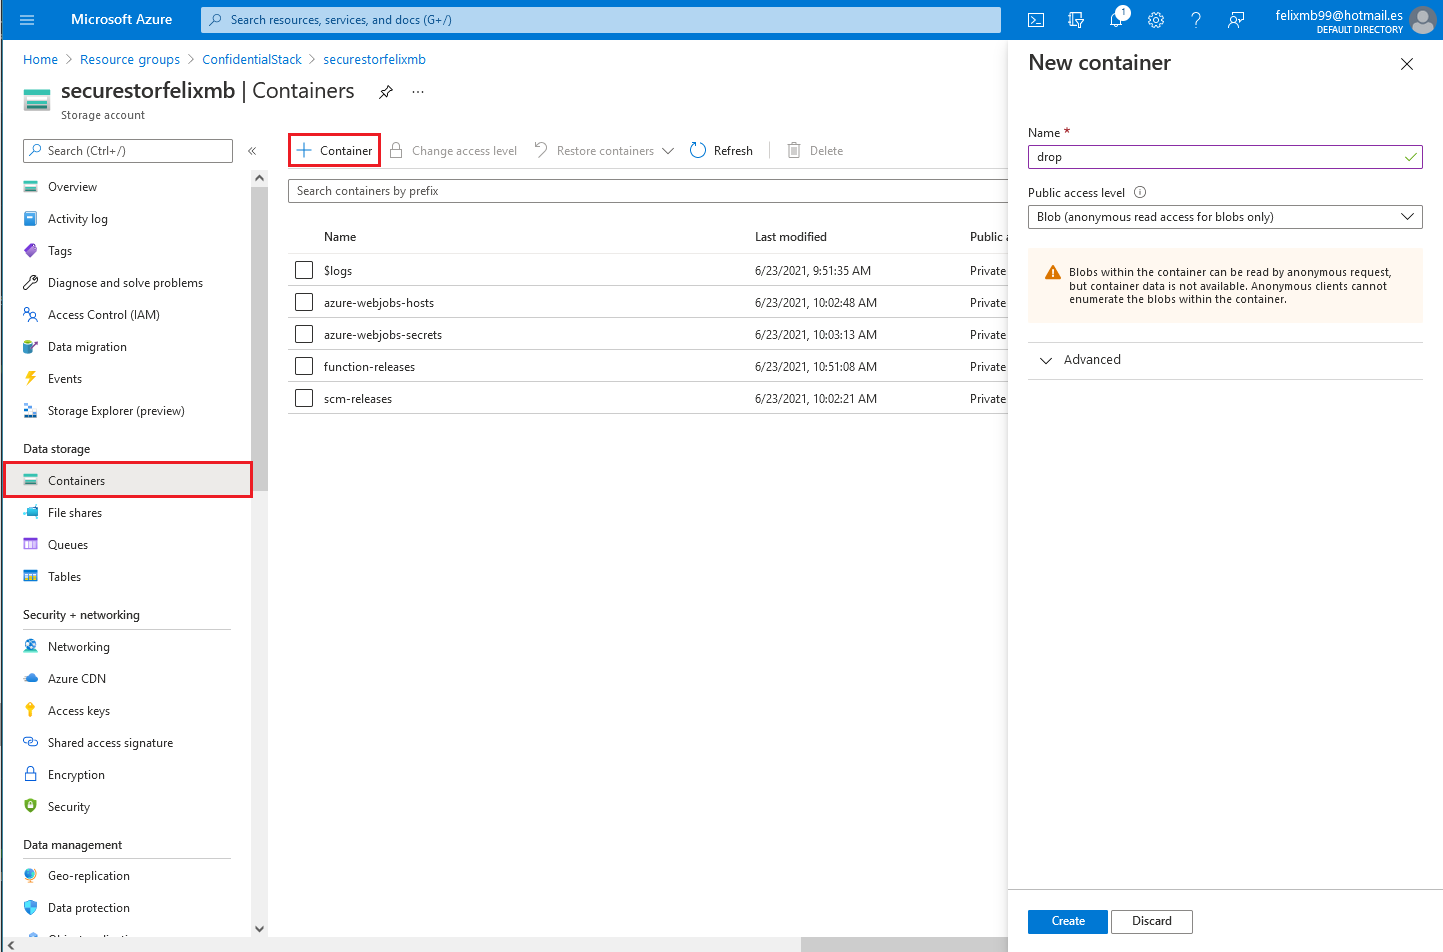 Microsoft Azure
Search resources, services, and docs (G+/)
1
felixmb99@hotmail.es
DEFAULT DIRECTORY
Home > Resource groups > ConfidentialStack > securestorfelixmb
securestorfelixmb | Containers
Storage account
Search (Ctrl+/)
Overview
Activity log
Tags
Diagnose and solve problems
Access Control (IAM)
Data migration
Events
Storage Explorer (preview)
Data storage
Containers
File shares
Queues
Tables
Security + networking
Networking
Azure CDN
Access keys
Shared access signature
Encryption
Security
Data management
Geo-replication
Data protection
Container Change access level Restore containers Refresh Delete
Search containers by prefix
Name Last modified Public
$logs 6/23/2021, 9:51:35 AM Private
azure-webjobs-hosts 6/23/2021, 10:02:48 AM Private
azure-webjobs-secrets 6/23/2021, 10:03:13 AM Private
function-releases 6/23/2021, 10:51:08 AM Private
scm-releases 6/23/2021, 10:02:21 AM Private
New container
Name *
drop
Public access level
Blob (anonymous read access for blobs only)
Blobs within the container can be read by anonymous request,
but container data is not available. Anonymous clients cannot
enumerate the blobs within the container.
Advanced
Create Discard